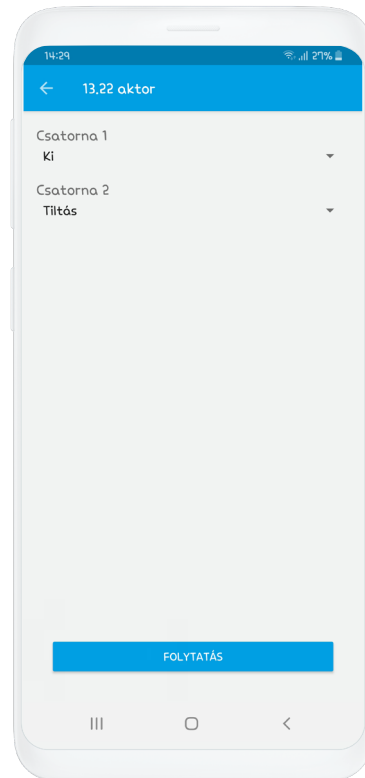 14:29
27%
13,22 aktor
Csatorna 1
Ki
Csatorna 2
Tiltás
FOLYTATÁS